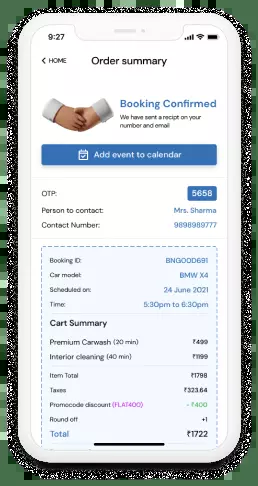 9:27
HOME
Order summary
Booking Confirmed
We have sent a recipt on your
number and email
Add event to calendar
OTP: 5658
Person to contact: Mrs. Sharma
Contact Number: 9898989777
Booking ID: BNGOOD691
Car model: BMW X4
Scheduled on: 24 June 2021
Time: 5:30pm to 6:30pm
Cart Summary
Premium Carwash (20 min) ₹499
Interior cleaning (40 min) ₹1199
Item Total ₹1798
Taxes ₹323.64
Promocode discount (FLAT400) - ₹400
Round off +1
Total ₹1722